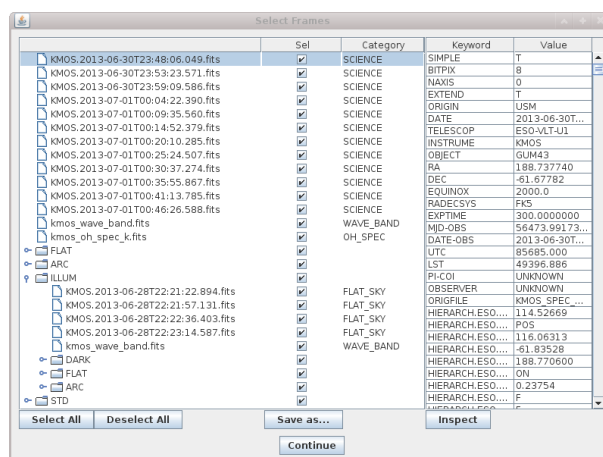 Select Frames
Sel Category Keyword Value
KMOS.2013-06-30T23:48:06.049.fits SCIENCE SIMPLE T
KMOS.2013-06-30T23:53:23.571.fits SCIENCE BITPIX 8
KMOS.2013-06-30T23:59:09.586.fits SCIENCE NAXIS 0
KMOS.2013-07-01T00:04:22.390.fits SCIENCE EXTEND T
KMOS.2013-07-01T00:09:35.560.fits SCIENCE ORIGIN USM
KMOS.2013-07-01T00:14:52.379.fits SCIENCE DATE 2013-06-30T...
KMOS.2013-07-01T00:20:10.285.fits SCIENCE TELESCOP ESO-VLT-U1
KMOS.2013-07-01T00:25:24.507.fits SCIENCE INSTRUME KMOS
KMOS.2013-07-01T00:30:37.274.fits SCIENCE OBJECT GUM43
KMOS.2013-07-01T00:35:55.867.fits SCIENCE RA 188.737740
KMOS.2013-07-01T00:41:13.785.fits SCIENCE DEC -61.67782
KMOS.2013-07-01T00:46:26.588.fits SCIENCE EQUINOX 2000.0
kmos_wave_band.fits WAVE_BAND RADECSYS FK5
kmos_oh_spec_k.fits OH_SPEC EXPTIME 300.0000000
FLAT MJD-OBS 56473.99173...
ARC DATE-OBS 2013-06-30T...
ILLUM UTC 85685.000
KMOS.2013-06-28T22:21:22.894.fits FLAT_SKY LST 49396.886
KMOS.2013-06-28T22:21:57.131.fits FLAT_SKY PI-COI UNKNOWN
KMOS.2013-06-28T22:22:36.403.fits FLAT_SKY OBSERVER UNKNOWN
KMOS.2013-06-28T22:23:14.587.fits FLAT_SKY ORIGFILE KMOS_SPEC_...
kmos_wave_band.fits WAVE_BAND HIERARCH.ESO.... 114.52669
DARK HIERARCH.ESO.... POS
FLAT HIERARCH.ESO.... 116.06313
ARC HIERARCH.ESO.... -61.83528
STD HIERARCH.ESO.... 188.770600
HIERARCH.ESO.... ON
HIERARCH.ESO.... 0.23754
HIERARCH.ESO.... F
Select All Deselect All Save as... Inspect
Continue